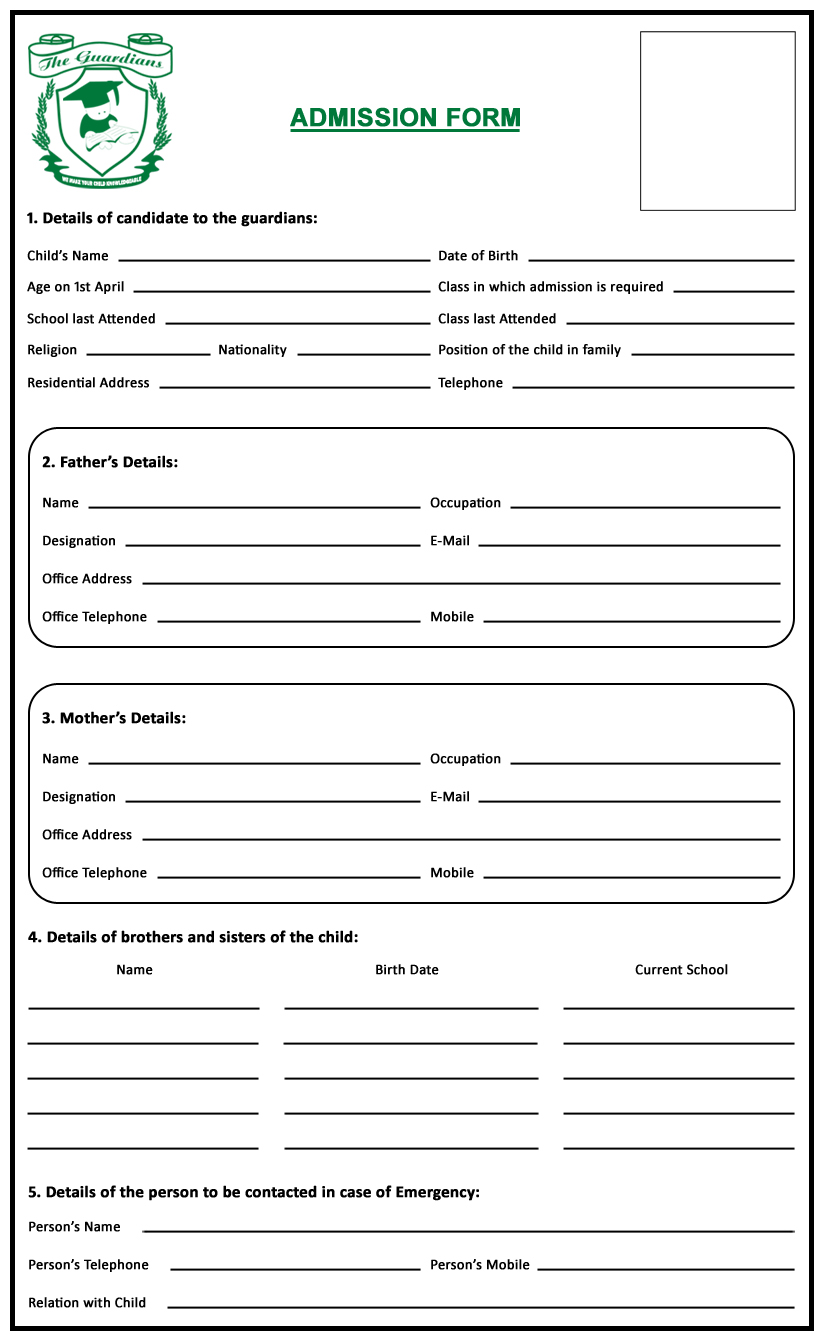 The Guardians
WE MAKE YOUR CHILD KNOWLEDGEABLE
ADMISSION FORM
1. Details of candidate to the guardians:
Child’s Name Date of Birth
Age on 1st April Class in which admission is required
School last Attended Class last Attended
Religion Nationality Position of the child in family
Residential Address Telephone
2. Father’s Details:
Name Occupation
Designation E-Mail
Office Address
Office Telephone Mobile
3. Mother’s Details:
Name Occupation
Designation E-Mail
Office Address
Office Telephone Mobile
4. Details of brothers and sisters of the child:
Name Birth Date Current School
5. Details of the person to be contacted in case of Emergency:
Person’s Name
Person’s Telephone Person’s Mobile
Relation with Child